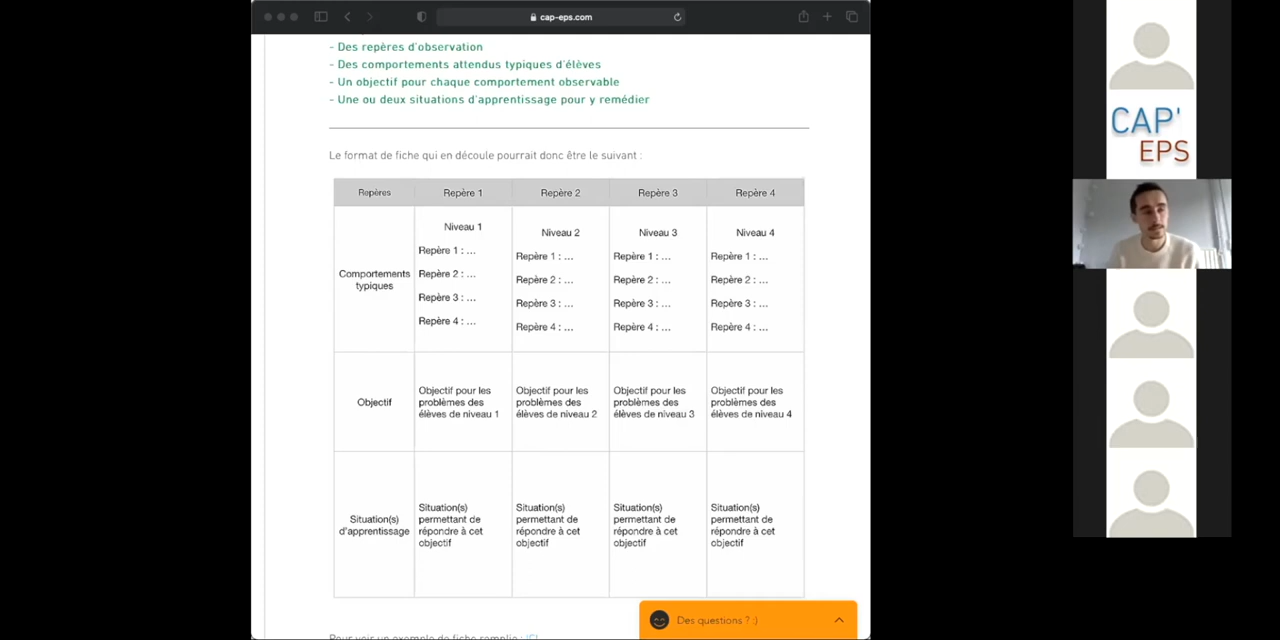 cap-eps.com
- Des repères d'observation
- Des comportements attendus typiques d'élèves
- Un objectif pour chaque comportement observable
- Une ou deux situations d'apprentissage pour y remédier
Le format de fiche qui en découle pourrait donc être le suivant :
Repères
Repère 1
Repère 2
Repère 3
Repère 4
Comportements
typiques
Niveau 1
Repère 1 : ...
Repère 2 : ...
Repère 3 : ...
Repère 4 : ...
Niveau 2
Repère 1 : ...
Repère 2 : ...
Repère 3 : ...
Repère 4 : ...
Niveau 3
Repère 1 : ...
Repère 2 : ...
Repère 3 : ...
Repère 4 : ...
Niveau 4
Repère 1 : ...
Repère 2 : ...
Repère 3 : ...
Repère 4 : ...
Objectif
Objectif pour les
problèmes des
élèves de niveau 1
Objectif pour les
problèmes des
élèves de niveau 2
Objectif pour les
problèmes des
élèves de niveau 3
Objectif pour les
problèmes des
élèves de niveau 4
Situation(s)
d'apprentissage
Situation(s)
permettant de
répondre à cet
objectif
Situation(s)
permettant de
répondre à cet
objectif
Situation(s)
permettant de
répondre à cet
objectif
Situation(s)
permettant de
répondre à cet
objectif
Pour voir un exemple de fiche remplie :
Des questions ? :)
CAP'
EPS